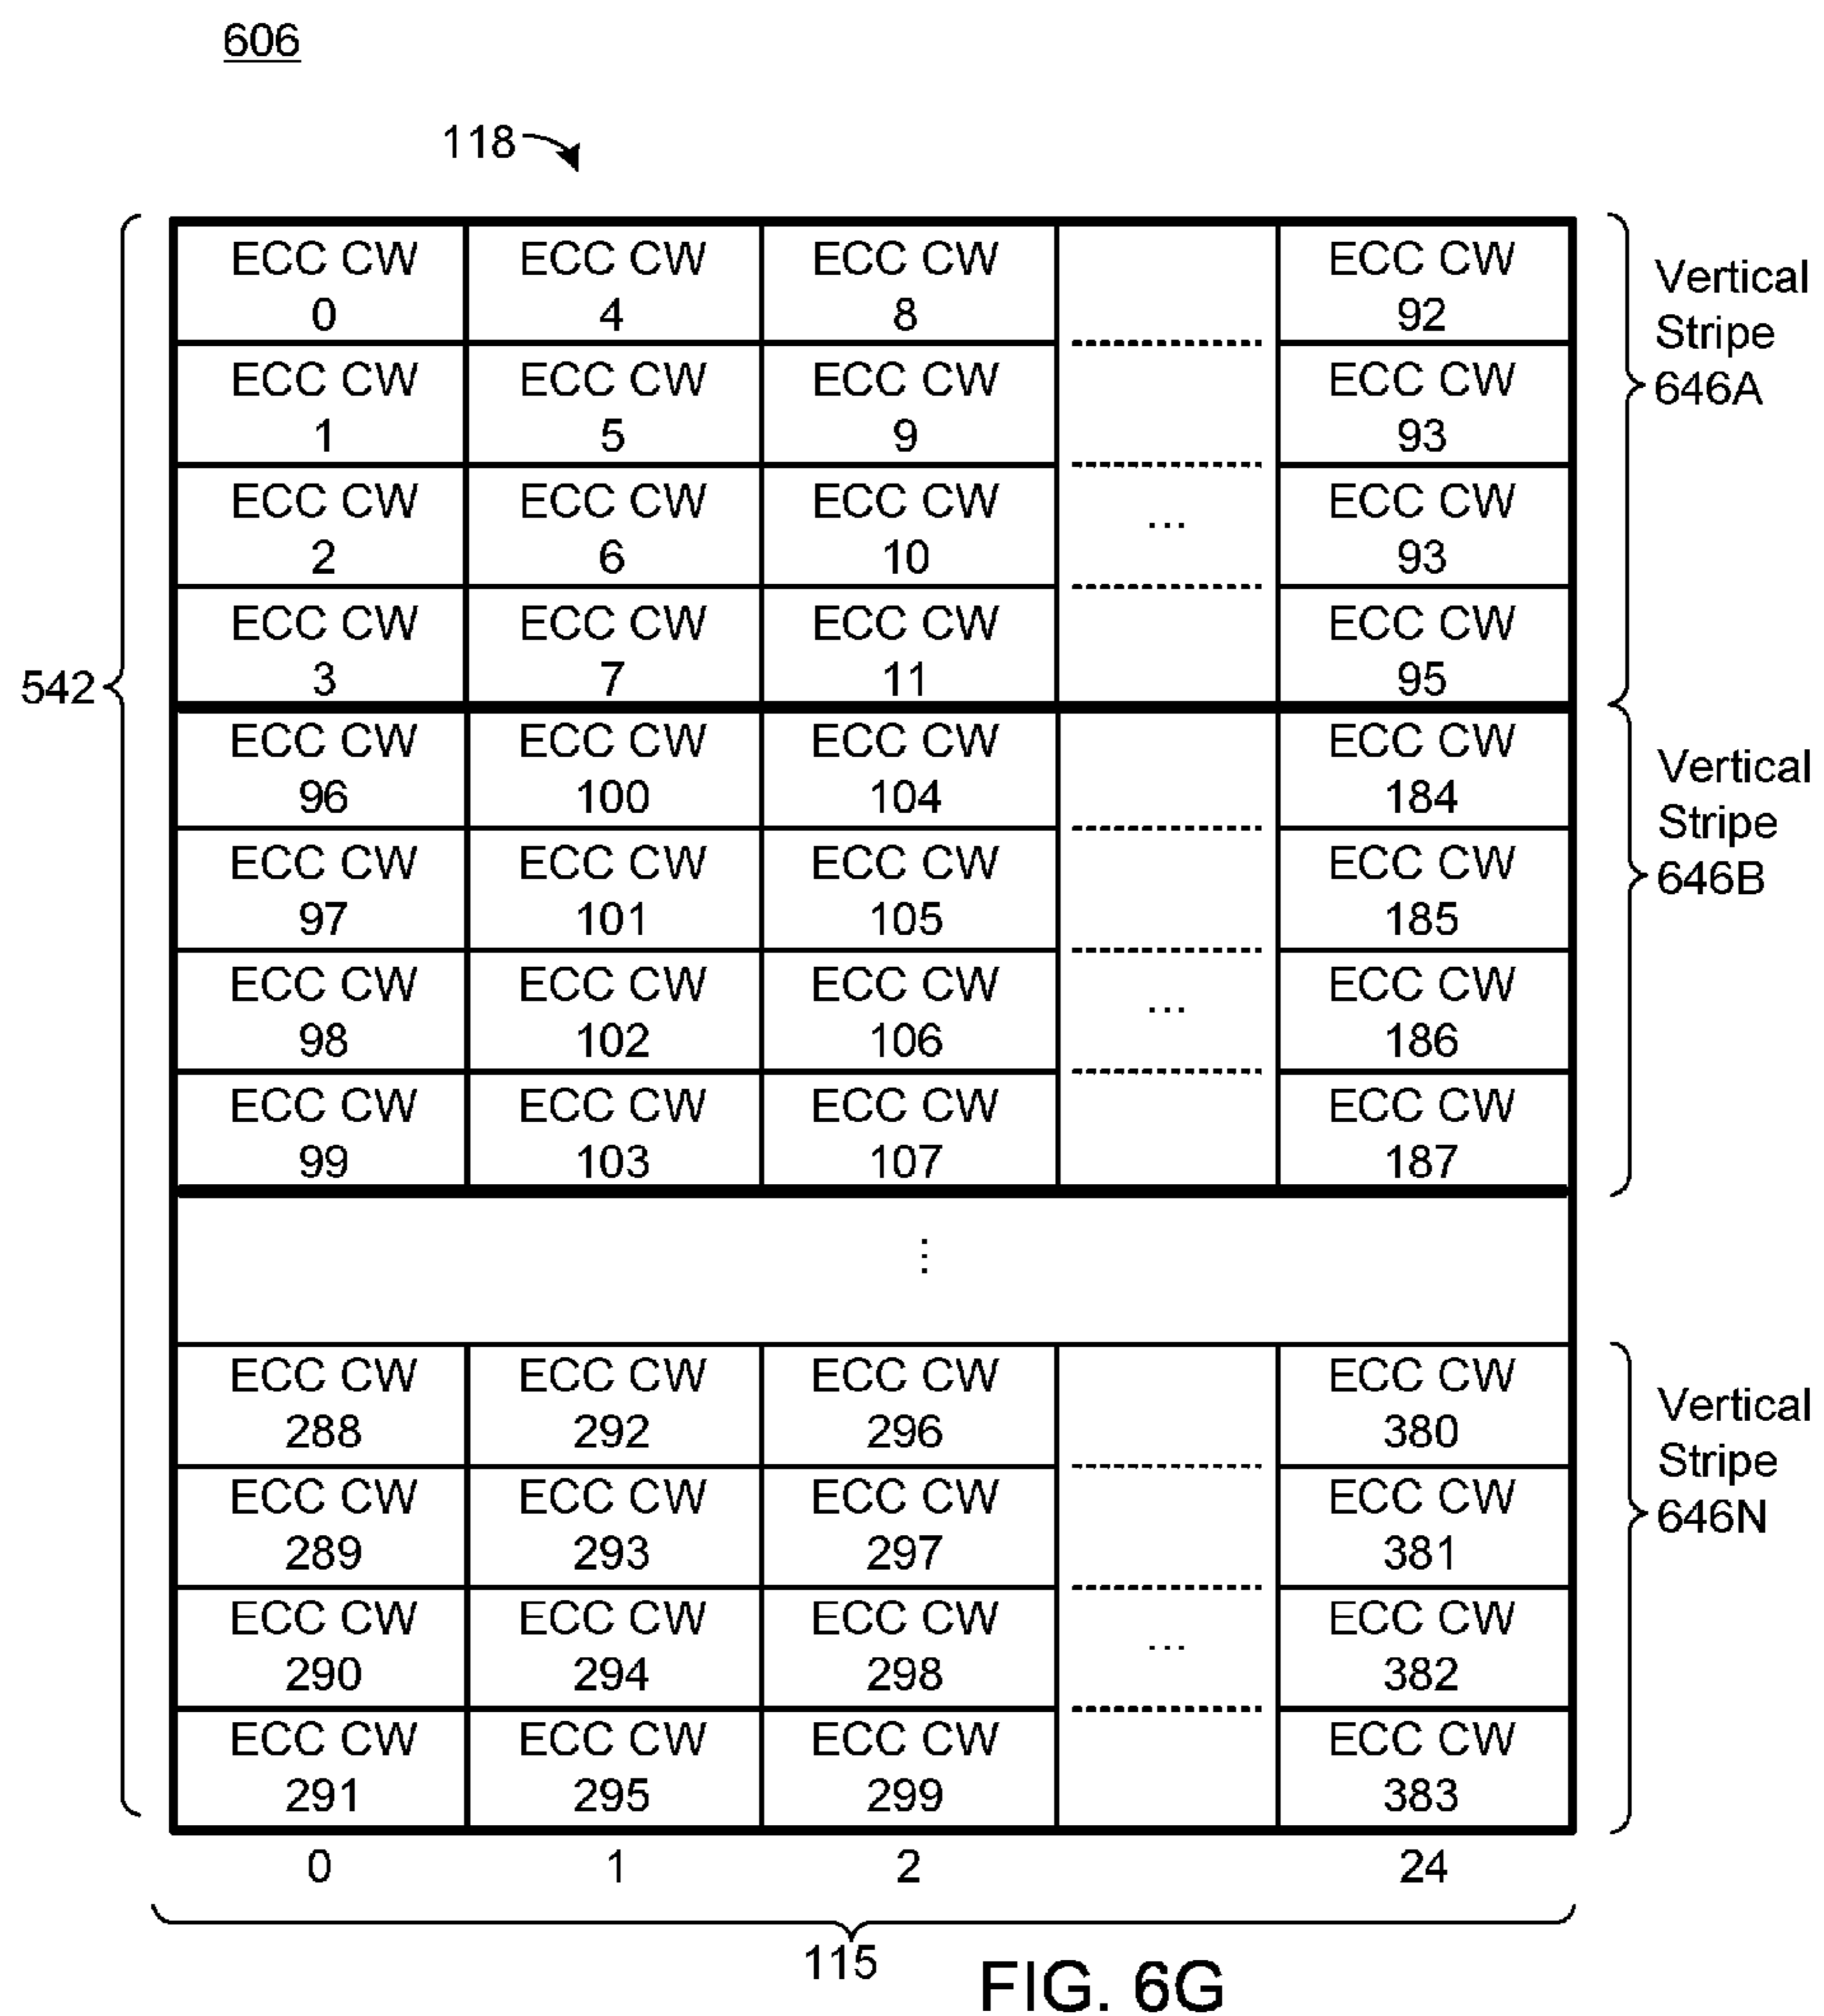 606
118
ECC CW ECC CW ECC CW ECC CW
0 4 8 92
ECC CW ECC CW ECC CW ECC CW
1 5 9 93
ECC CW ECC CW ECC CW ... ECC CW
2 6 10 93
ECC CW ECC CW ECC CW ECC CW
3 7 11 95
Vertical
Stripe
646A
542
ECC CW ECC CW ECC CW ECC CW
96 100 104 184
ECC CW ECC CW ECC CW ECC CW
97 101 105 185
ECC CW ECC CW ECC CW ... ECC CW
98 102 106 186
ECC CW ECC CW ECC CW ECC CW
99 103 107 187
Vertical
Stripe
646B
⋮
ECC CW ECC CW ECC CW ECC CW
288 292 296 380
ECC CW ECC CW ECC CW ECC CW
289 293 297 381
ECC CW ECC CW ECC CW ... ECC CW
290 294 298 382
ECC CW ECC CW ECC CW ECC CW
291 295 299 383
Vertical
Stripe
646N
0 1 2 24
115
FIG. 6G